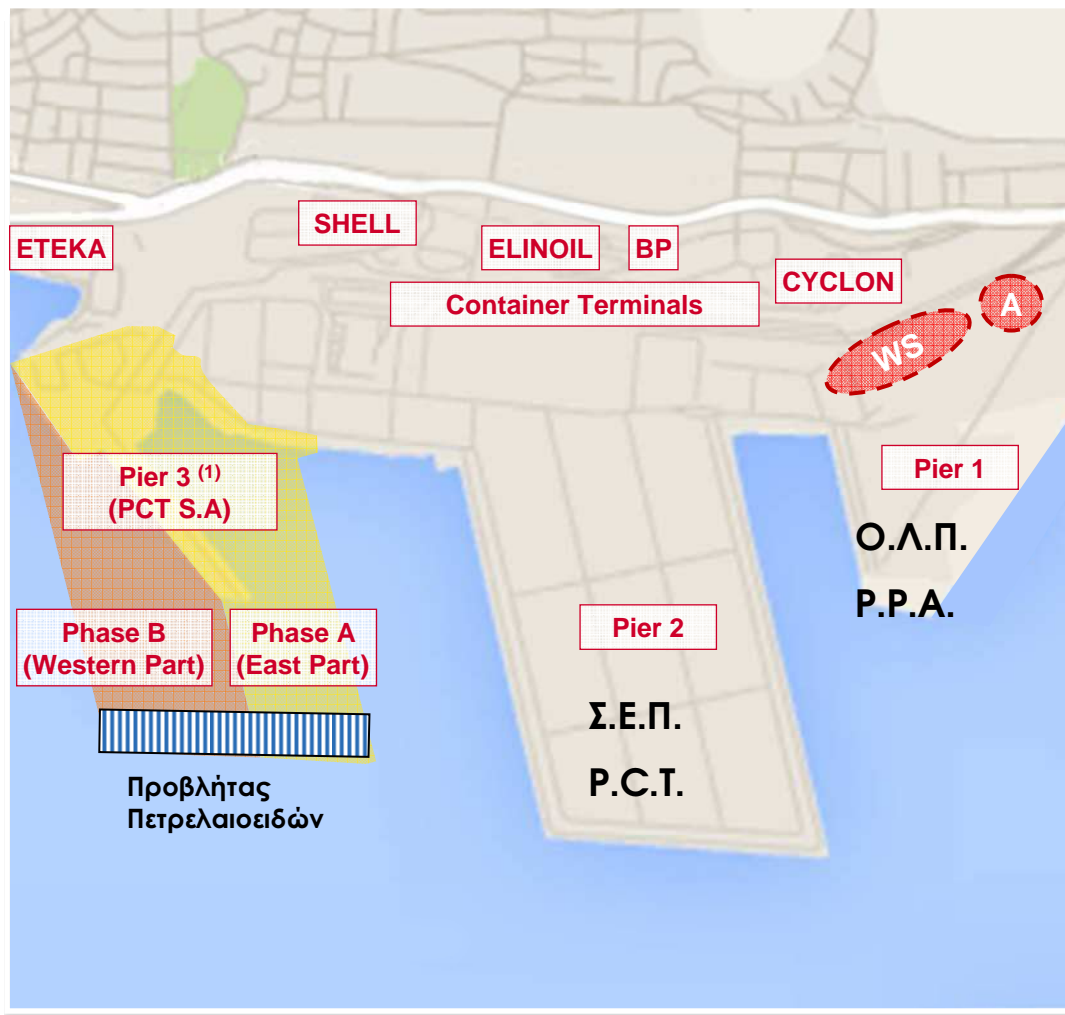 SHELL
ETEKA
ELINOIL
BP
CYCLON
Container Terminals
A
WS
Pier 3 (1)
(PCT S.A)
Pier 1
Ο.Λ.Π.
P.P.A.
Phase B
(Western Part)
Phase A
(East Part)
Pier 2
Σ.Ε.Π.
P.C.T.
Προβλήτας
Πετρελαιοειδών